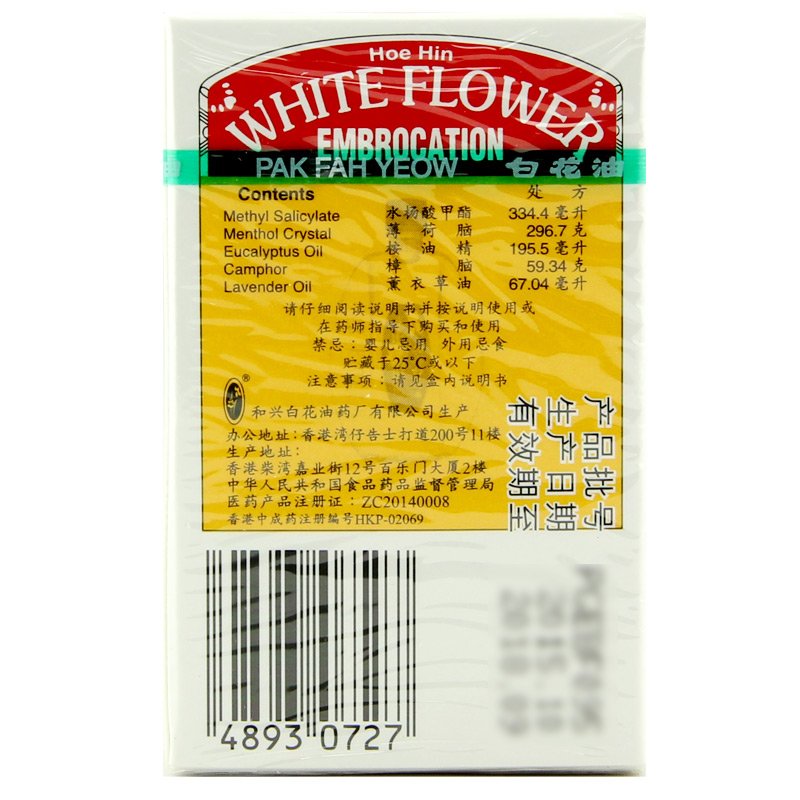 Hoe Hin
WHITE FLOWER
EMBROCATION
PAK FAH YEOW 白花油
Contents 处方
Methyl Salicylate 水杨酸甲酯 334.4 毫升
Menthol Crystal 薄荷脑 296.7 克
Eucalyptus Oil 桉油精 195.5 毫升
Camphor 樟脑 59.34 克
Lavender Oil 薰衣草油 67.04 毫升
请仔细阅读说明书并按说明使用或
在药师指导下购买和使用
禁忌：婴儿忌用 外用忌食
贮藏于25°C或以下
注意事项：请见盒内说明书
®
和兴白花油药厂有限公司生产
办公地址：香港湾仔告士打道200号11楼
生产地址：
香港柴湾嘉业街12号百乐门大厦2楼
中华人民共和国食品药品监督管理局
医药产品注册证：ZC20140008
香港中成药注册编号HKP-02069
产品批号
生产日期
有效期至
4893 0727